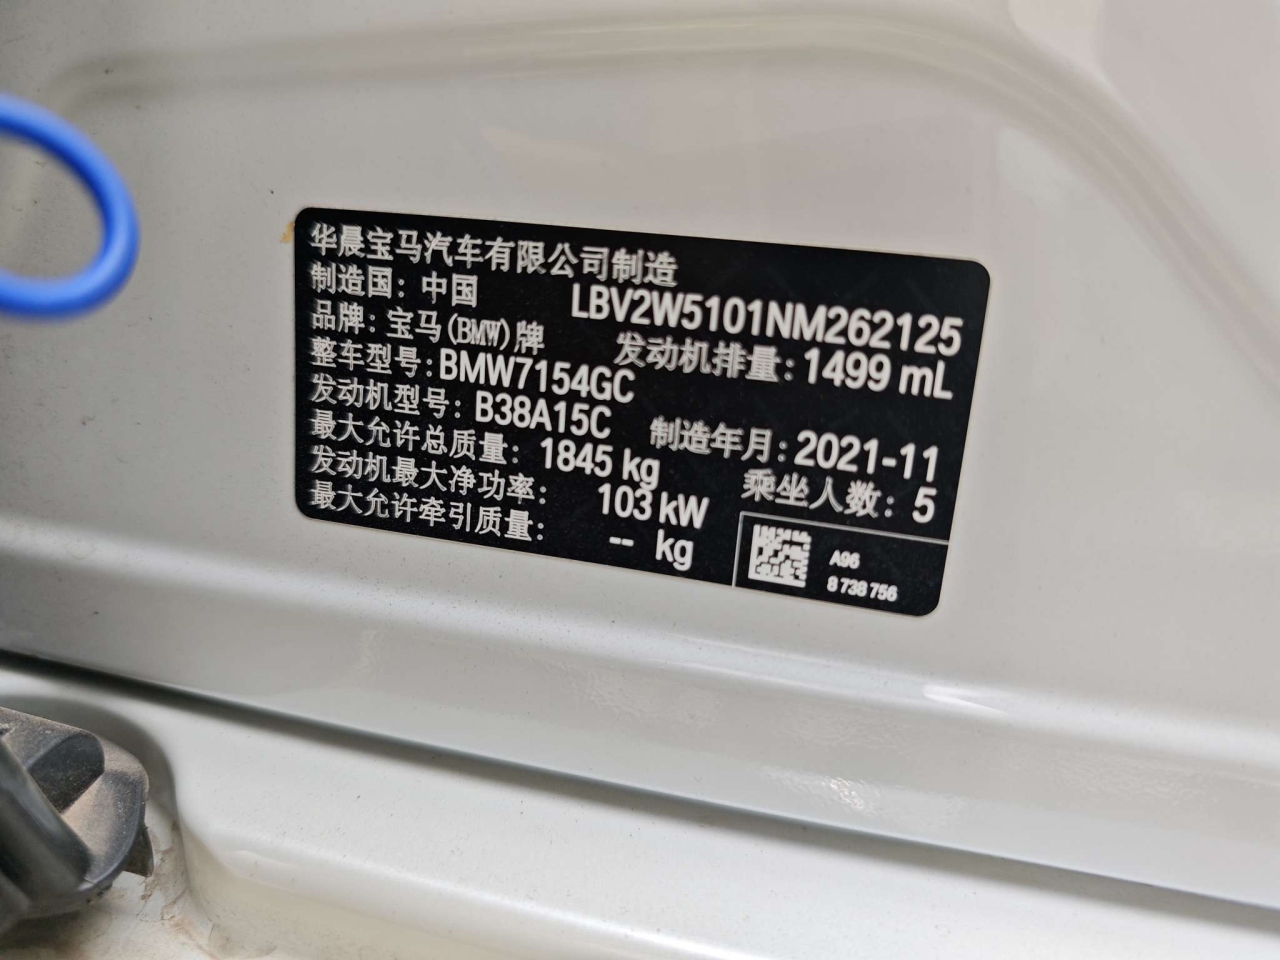 华晨宝马汽车有限公司制造
制造国：中国 LBV2W5101NM262125
品牌：宝马(BMW)牌 发动机排量：1499 mL
整车型号：BMW7154GC
发动机型号：B38A15C 制造年月：2021-11
最大允许总质量：1845 kg 乘坐人数：5
发动机最大净功率：103 kW
最大允许牵引质量：-- kg
A96
8 738 756